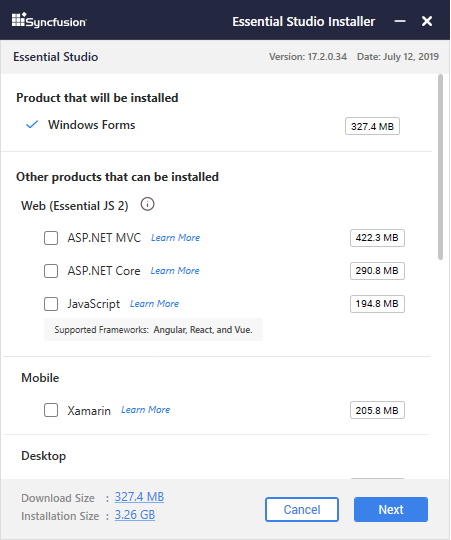 Syncfusion
Essential Studio Installer
Essential Studio
Version: 17.2.0.34 Date: July 12, 2019
Product that will be installed
Windows Forms 327.4 MB
Other products that can be installed
Web (Essential JS 2)
ASP.NET MVC Learn More 422.3 MB
ASP.NET Core Learn More 290.8 MB
JavaScript Learn More 194.8 MB
Supported Frameworks: Angular, React, and Vue.
Mobile
Xamarin Learn More 205.8 MB
Desktop
Download Size : 327.4 MB
Installation Size : 3.26 GB
Cancel
Next